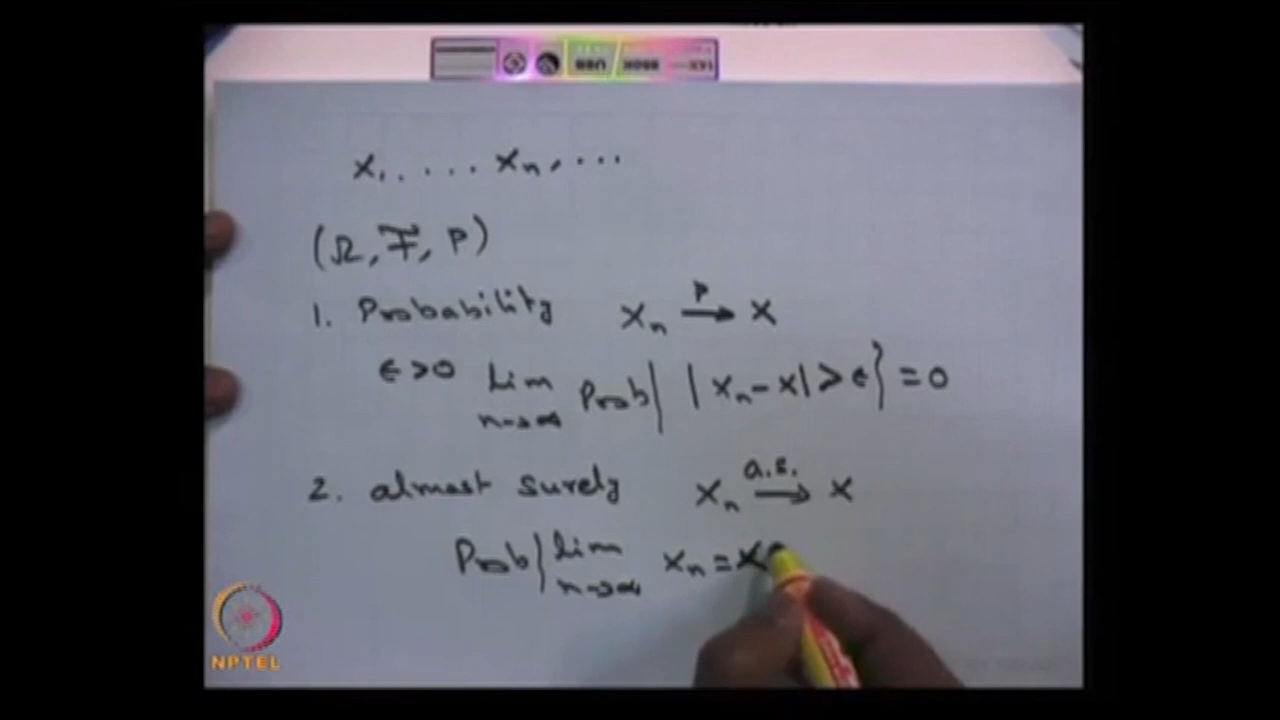 X₁, .... Xₙ, ...
(Ω, F, P)
1. Probability Xₙ →ᵖ X
ϵ>0 Lim n→∞ Prob{ |Xₙ - X| > ϵ } = 0
2. almost surely Xₙ →ᵃ·ˢ· X
Prob{ Lim n→∞ Xₙ = X
NPTEL